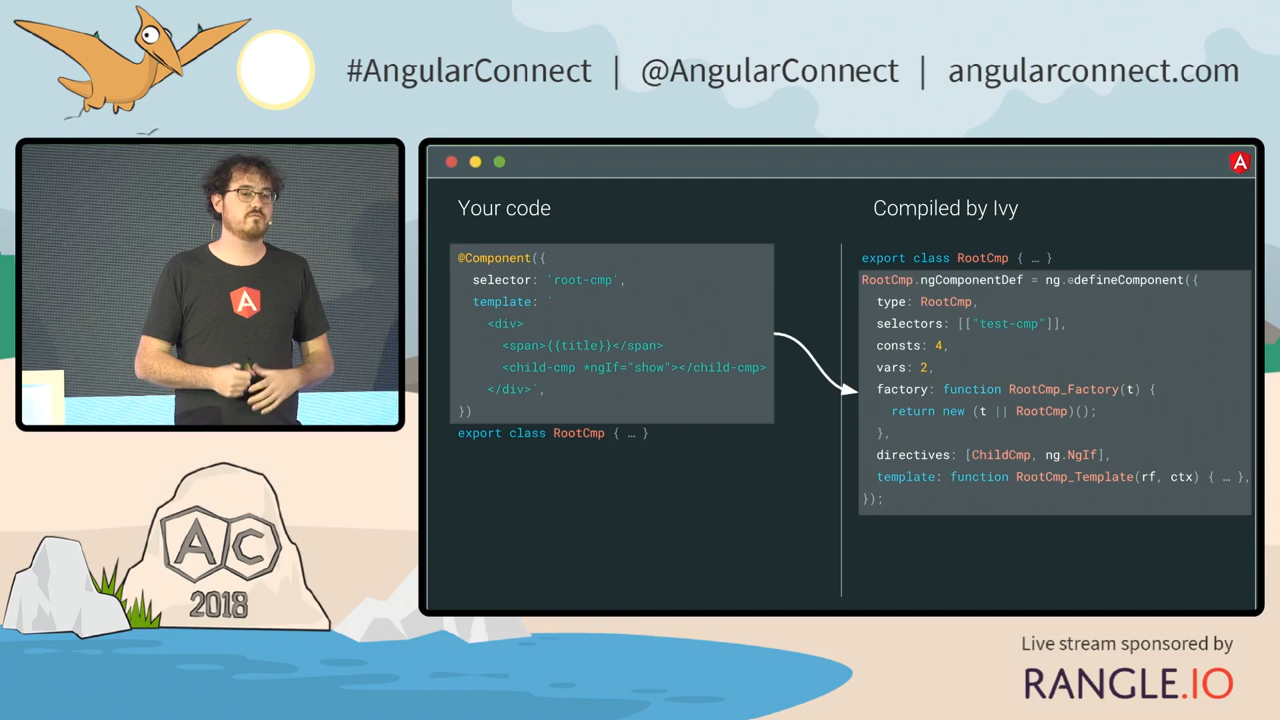 #AngularConnect | @AngularConnect | angularconnect.com
Your code
@Component({
selector: 'root-cmp',
template: `
<div>
<span>{{title}}</span>
<child-cmp *ngIf="show"></child-cmp>
</div>`,
})
export class RootCmp { … }
Compiled by Ivy
export class RootCmp { … }
RootCmp.ngComponentDef = ng.ɵdefineComponent({
type: RootCmp,
selectors: [["test-cmp"]],
consts: 4,
vars: 2,
factory: function RootCmp_Factory(t) {
return new (t || RootCmp)();
},
directives: [ChildCmp, ng.NgIf],
template: function RootCmp_Template(rf, ctx) { … },
});
A
A
AC
2018
Live stream sponsored by
RANGLE.IO